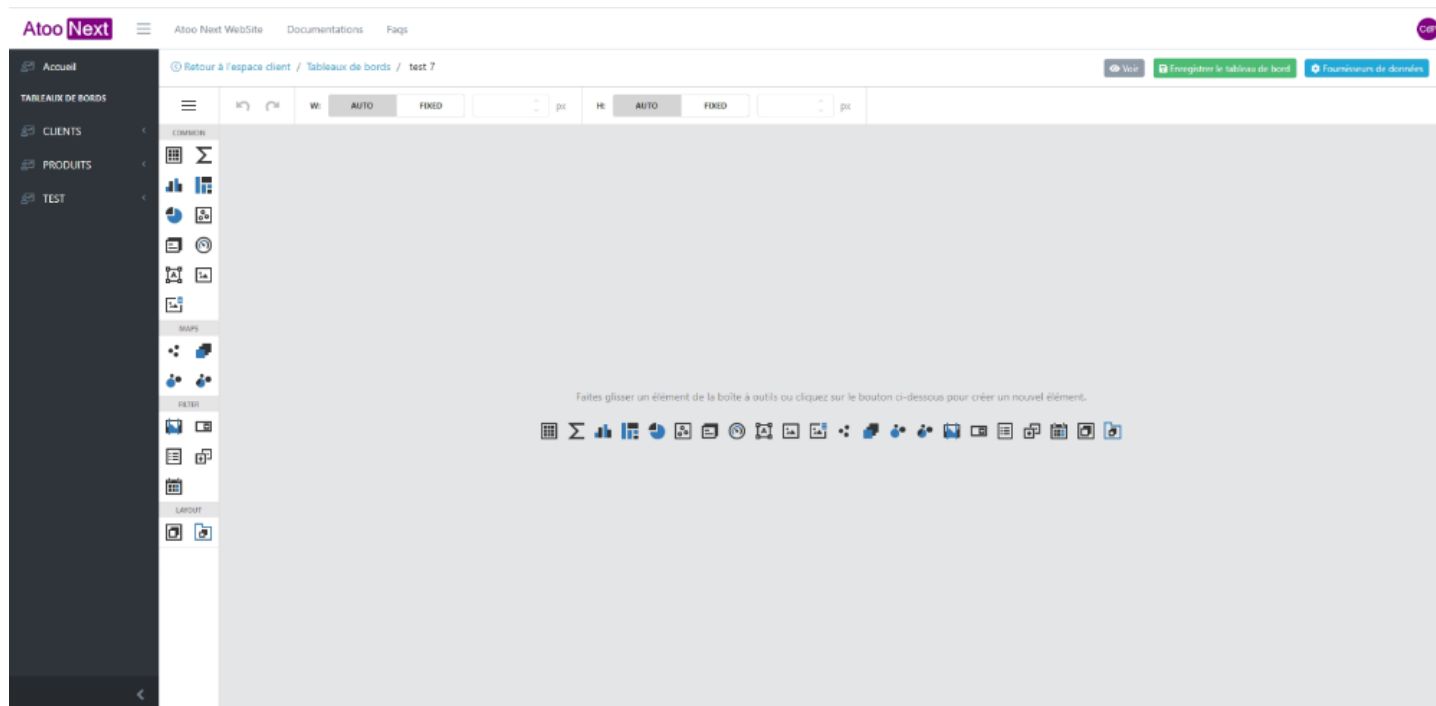 Atoo Next
Atoo Next WebSite Documentations Faqs
Accueil
TABLEAUX DE BORDS
CLIENTS
PRODUITS
TEST
Retour à l'espace client / Tableaux de bords / test 7
Voir
Enregistrer le tableau de bord
Fournisseurs de données
W: AUTO FIXED px H: AUTO FIXED px
COMMON
MAPS
FILTER
LAYOUT
Faites glisser un élément de la boîte à outils ou cliquez sur le bouton ci-dessous pour créer un nouvel élément.